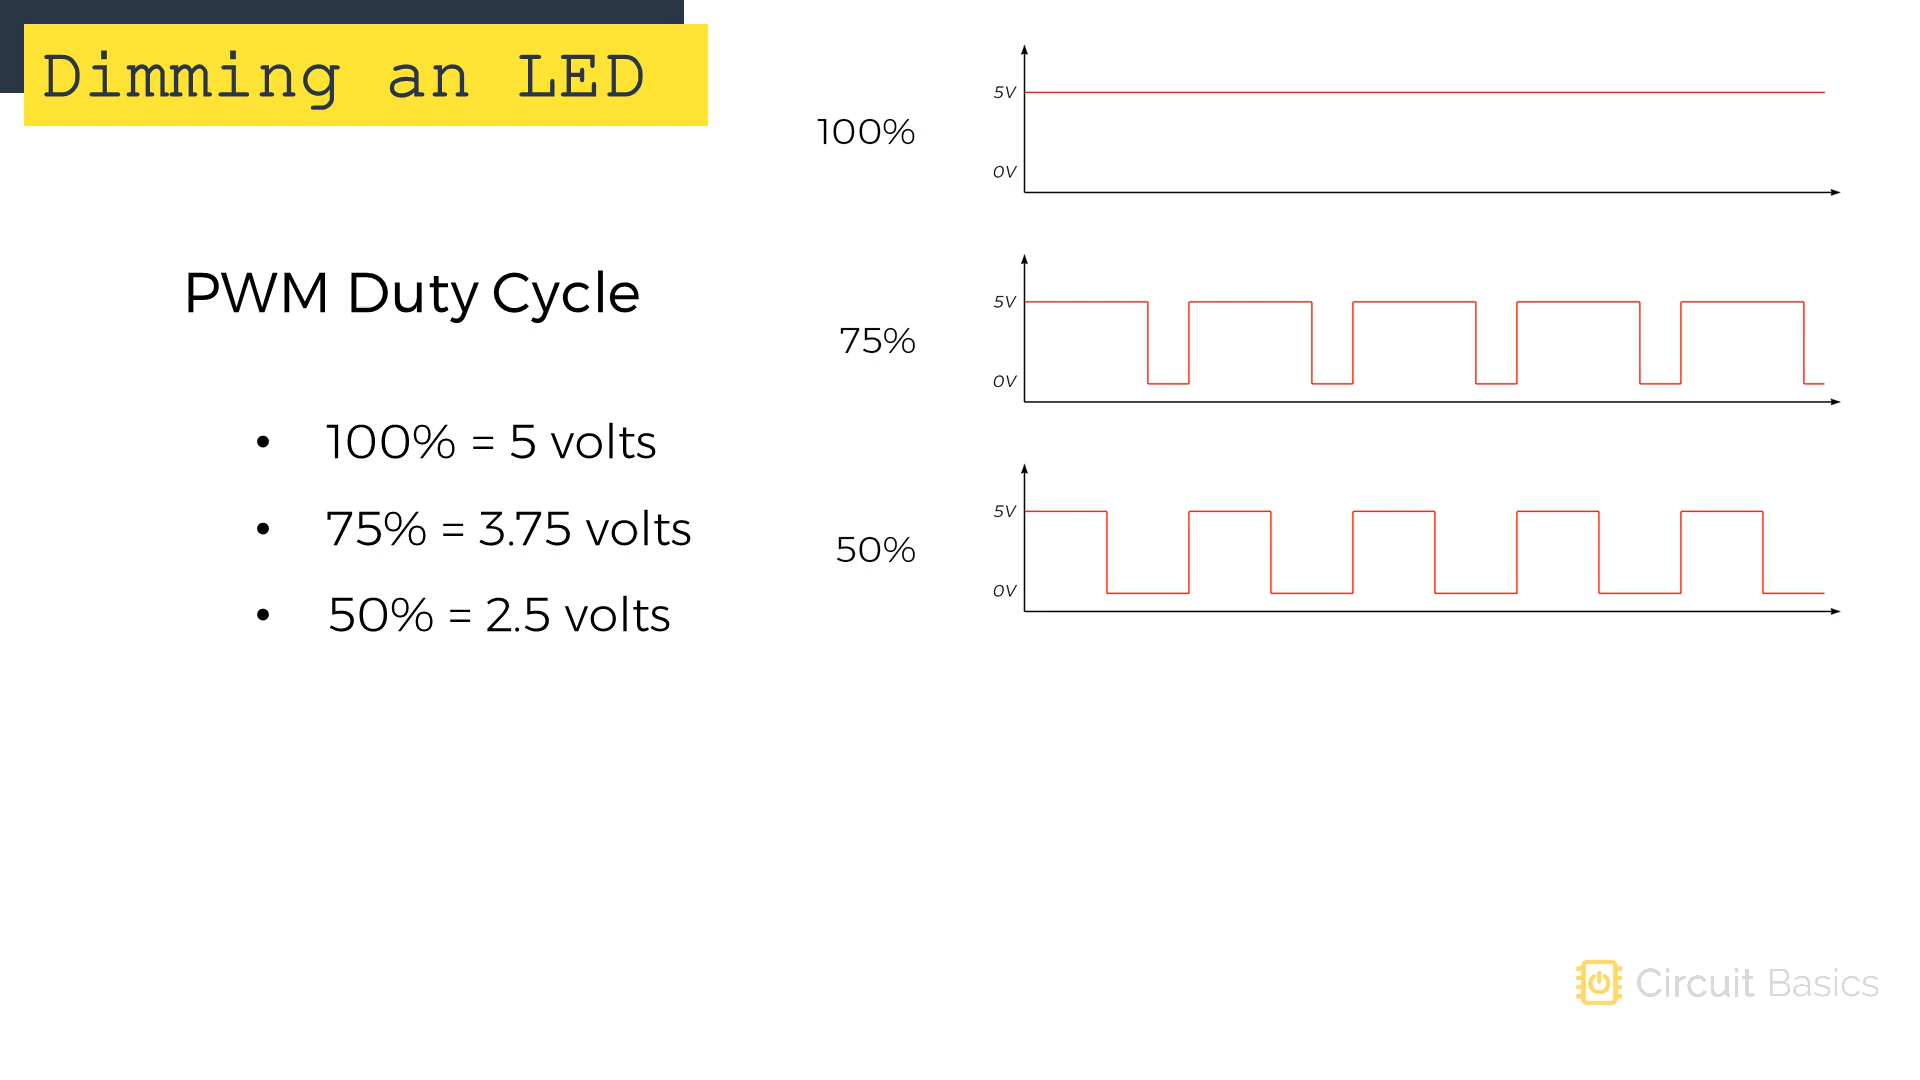 Dimming an LED
PWM Duty Cycle
• 100% = 5 volts
• 75% = 3.75 volts
• 50% = 2.5 volts
100%
5V
0V
75%
5V
0V
50%
5V
0V
Circuit Basics